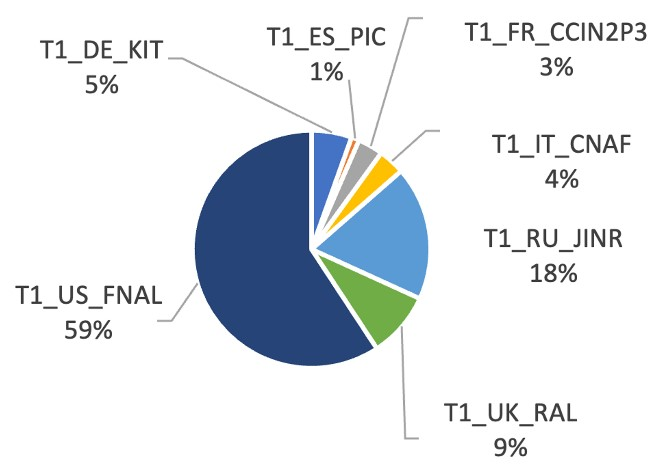 T1_DE_KIT
5%
T1_ES_PIC
1%
T1_FR_CCIN2P3
3%
T1_IT_CNAF
4%
T1_RU_JINR
18%
T1_UK_RAL
9%
T1_US_FNAL
59%